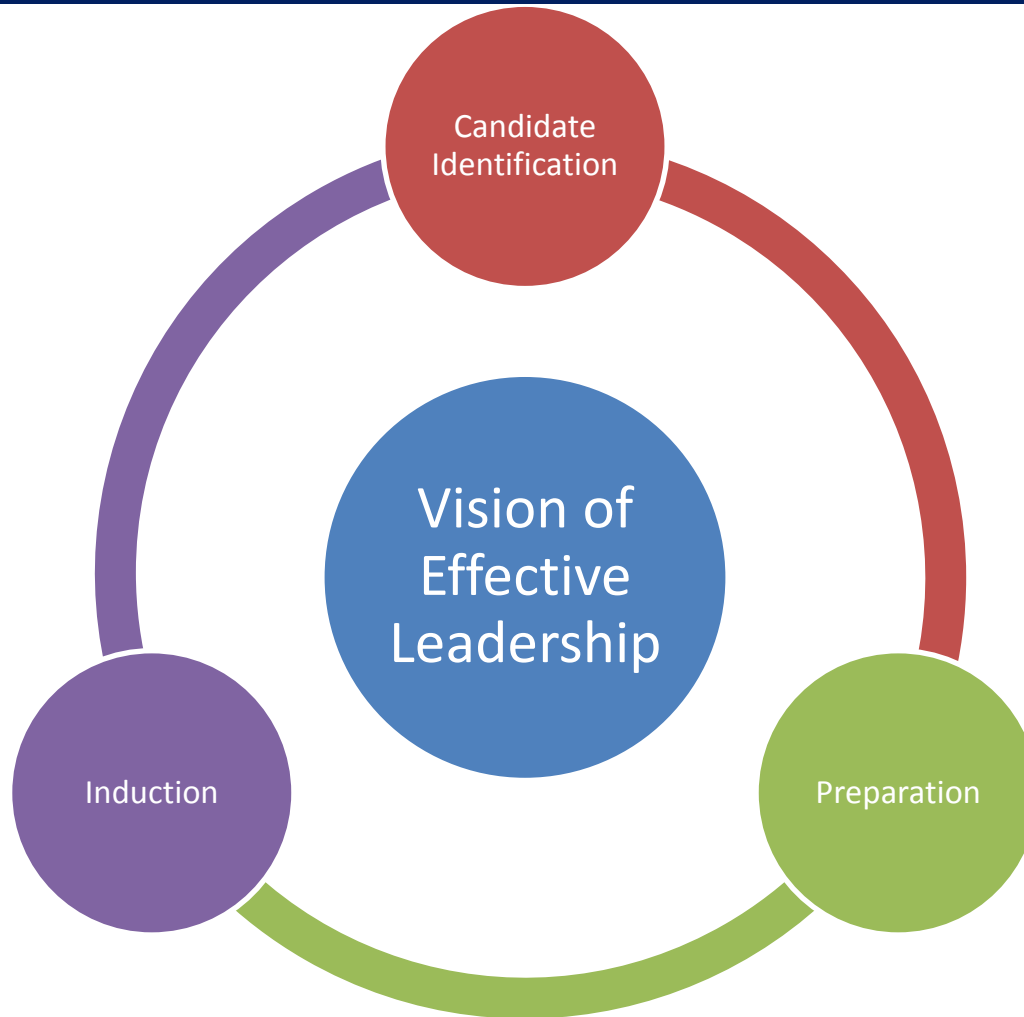 Candidate
Identification
Vision of
Effective
Leadership
Induction
Preparation